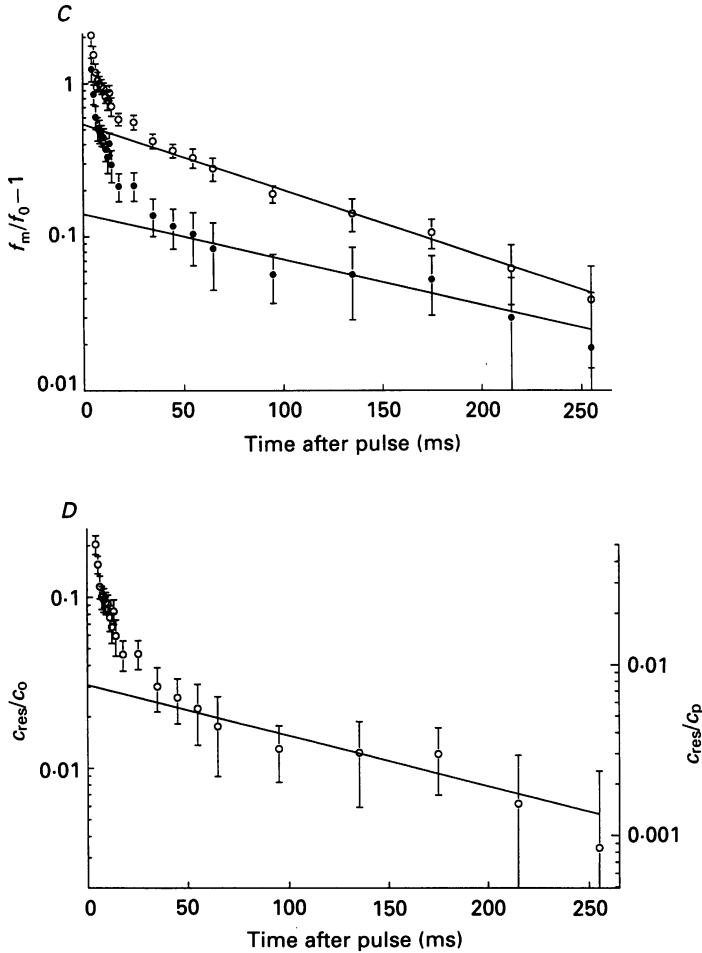 C
1
0·1
0·01
f_m/f_0 − 1
0 50 100 150 200 250
Time after pulse (ms)
D
0·1
0·01
c_res/c_o
0·01
0·001
c_res/c_p
0 50 100 150 200 250
Time after pulse (ms)